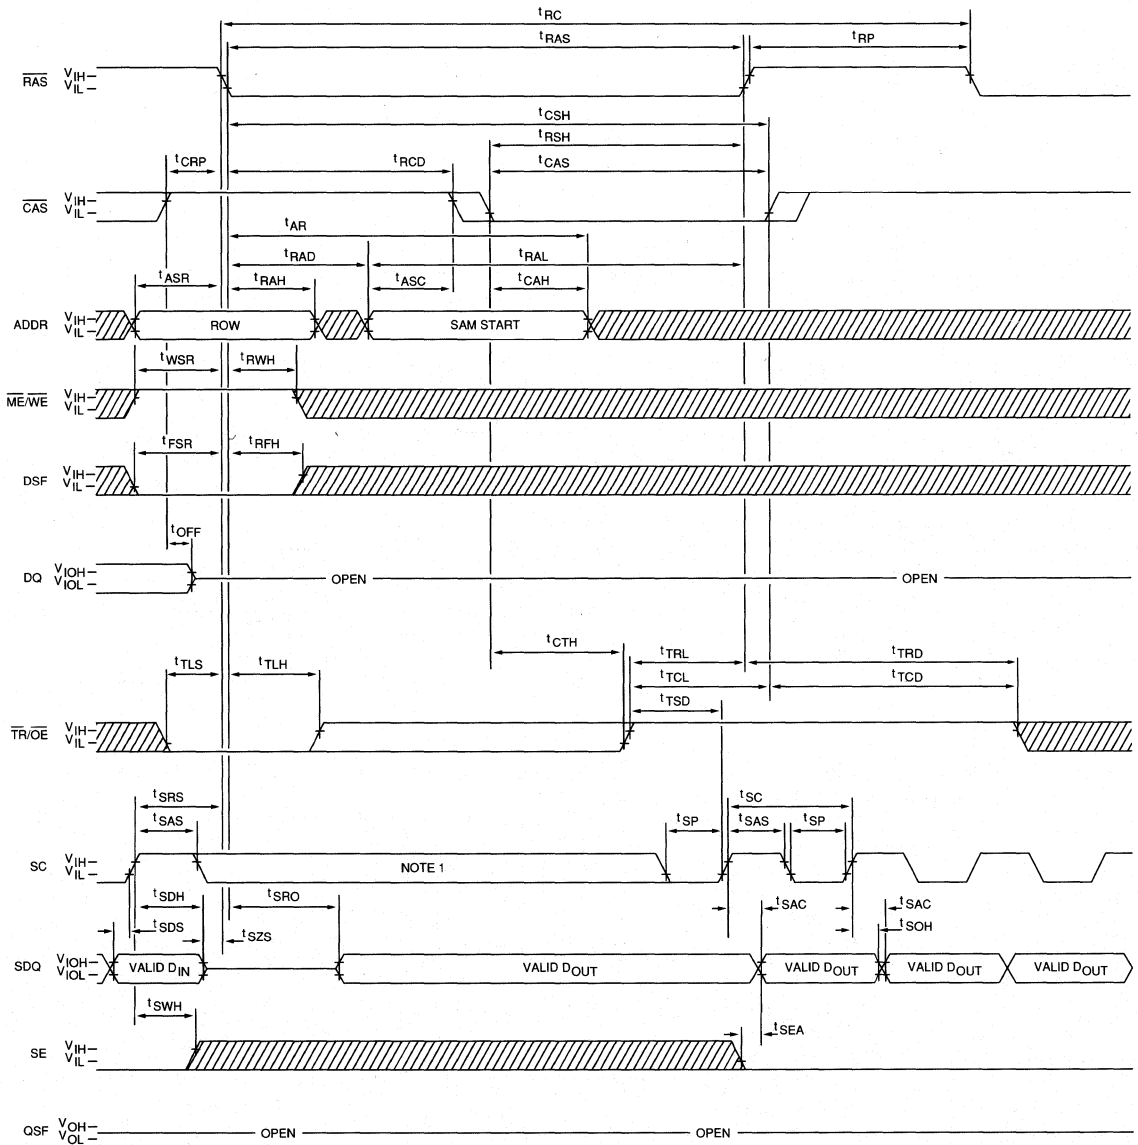 tRC
tRAS
tRP
RAS VIH VIL
tCSH
tRSH
tCRP tRCD tCAS
CAS VIH VIL
tAR
tRAD tRAL
tASR tRAH tASC tCAH
ADDR VIH VIL ROW SAM START
tWSR tRWH
ME/WE VIH VIL
tFSR tRFH
DSF VIH VIL
tOFF
DQ VIOH VIOL OPEN OPEN
tCTH
tTRL tTRD
tTLS tTLH tTCL tTCD
tTSD
TR/OE VIH VIL
tSRS tSC
tSAS tSP tSAS tSP
SC VIH VIL NOTE 1
tSDH tSRO tSAC tSAC
tSDS tSZS tSOH
SDQ VIOH VIOL VALID DIN VALID DOUT VALID DOUT VALID DOUT VALID DOUT
tSWH tSEA
SE VIH VIL
QSF VOH VOL OPEN OPEN